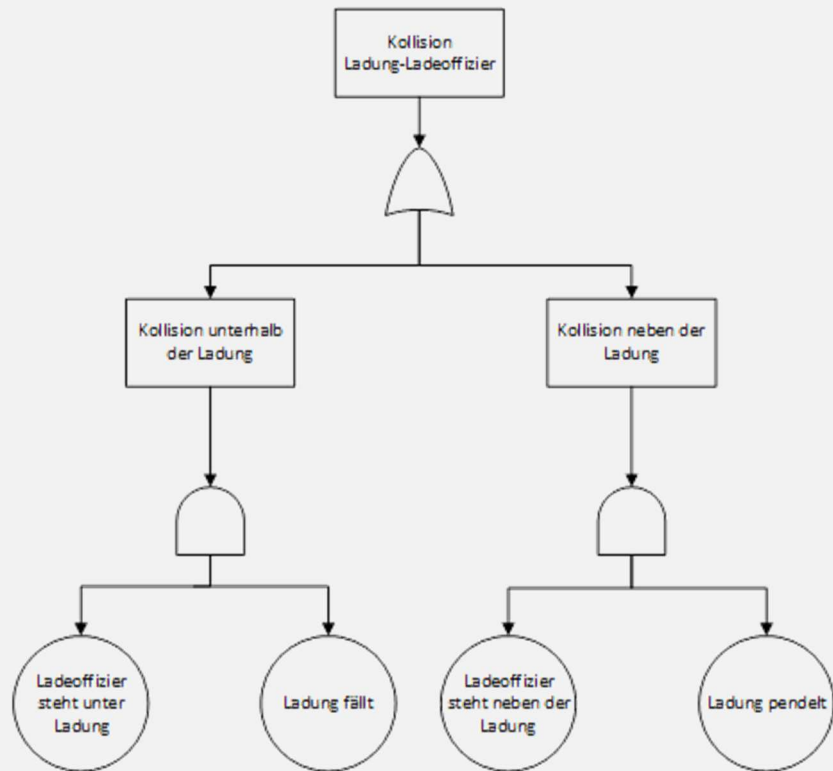 Kollision
Ladung-Ladeoffizier
Kollision unterhalb
der Ladung
Kollision neben der
Ladung
Ladeoffizier
steht unter
Ladung
Ladung fällt
Ladeoffizier
steht neben der
Ladung
Ladung pendelt